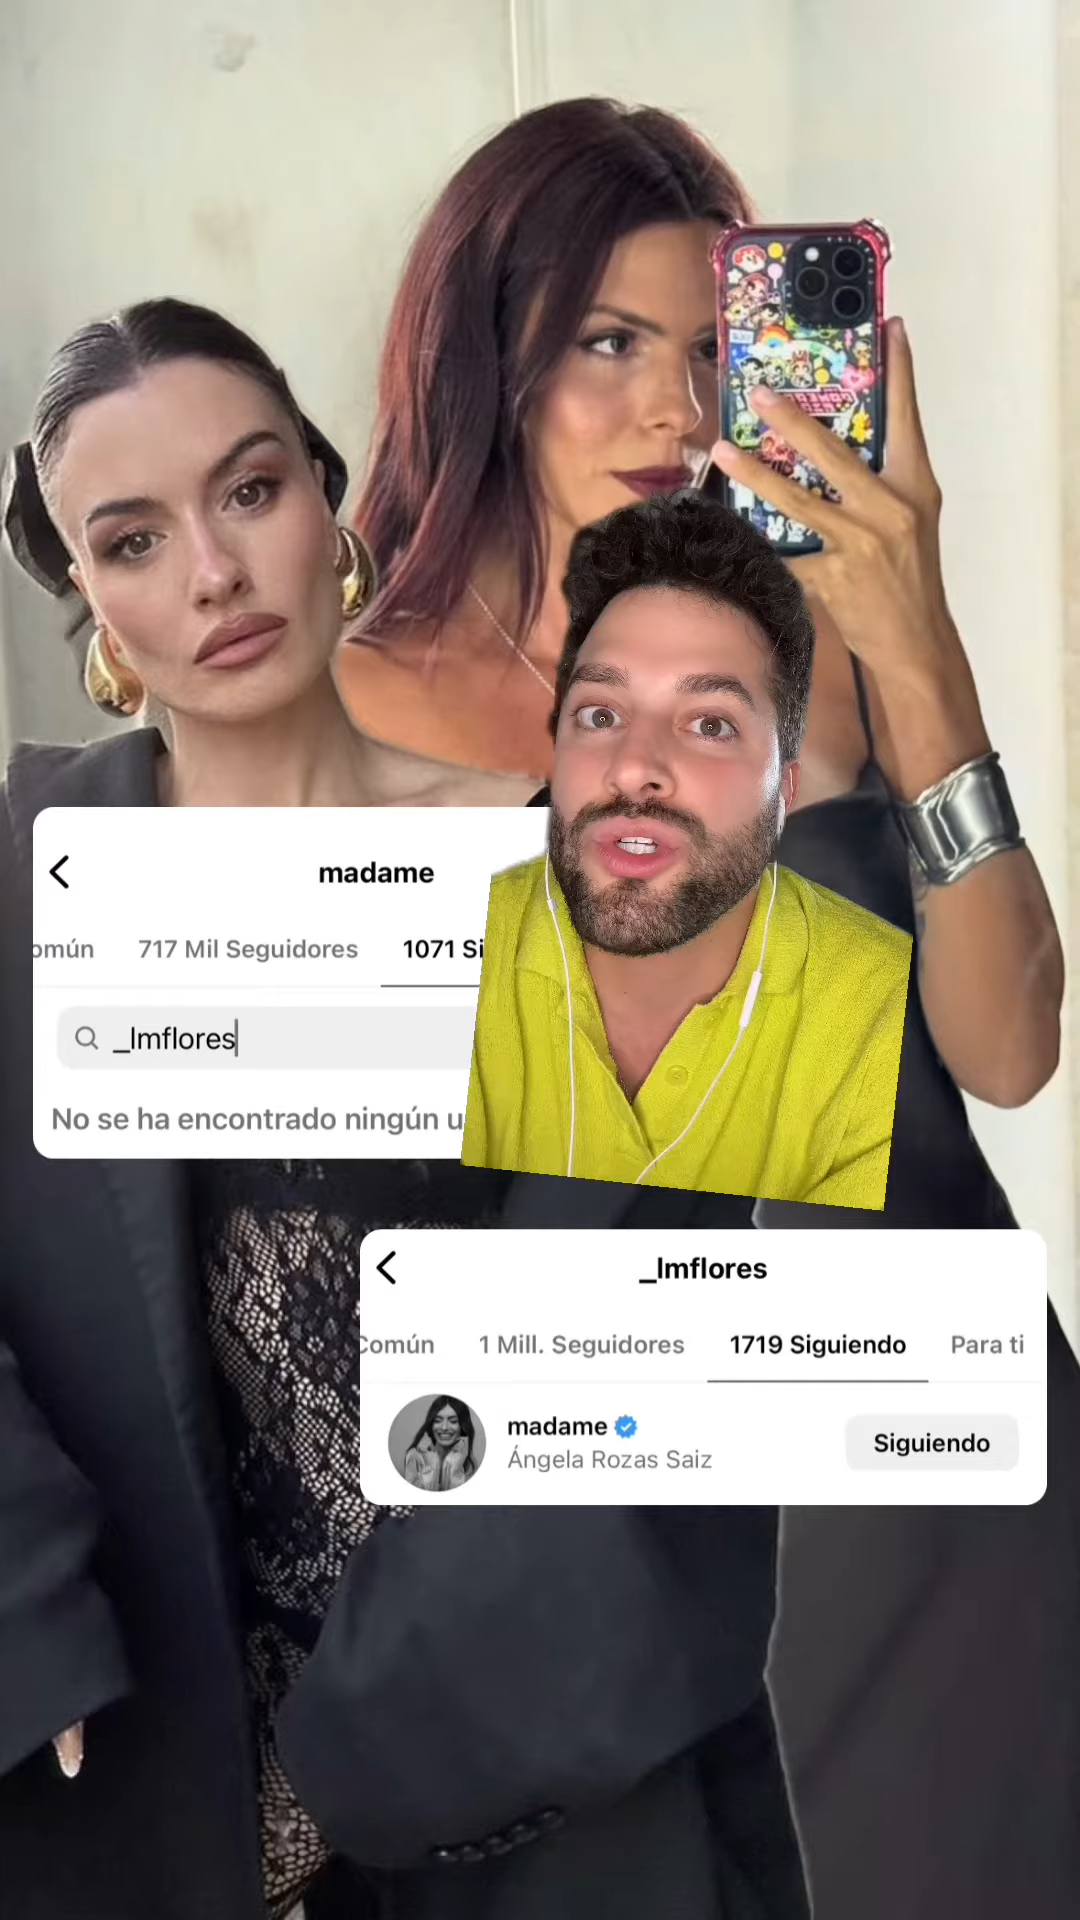 madame
omún 717 Mil Seguidores 1071 Si
_lmflores
No se ha encontrado ningún u
_lmflores
Común 1 Mill. Seguidores 1719 Siguiendo Para ti
madame
Ángela Rozas Saiz
Siguiendo